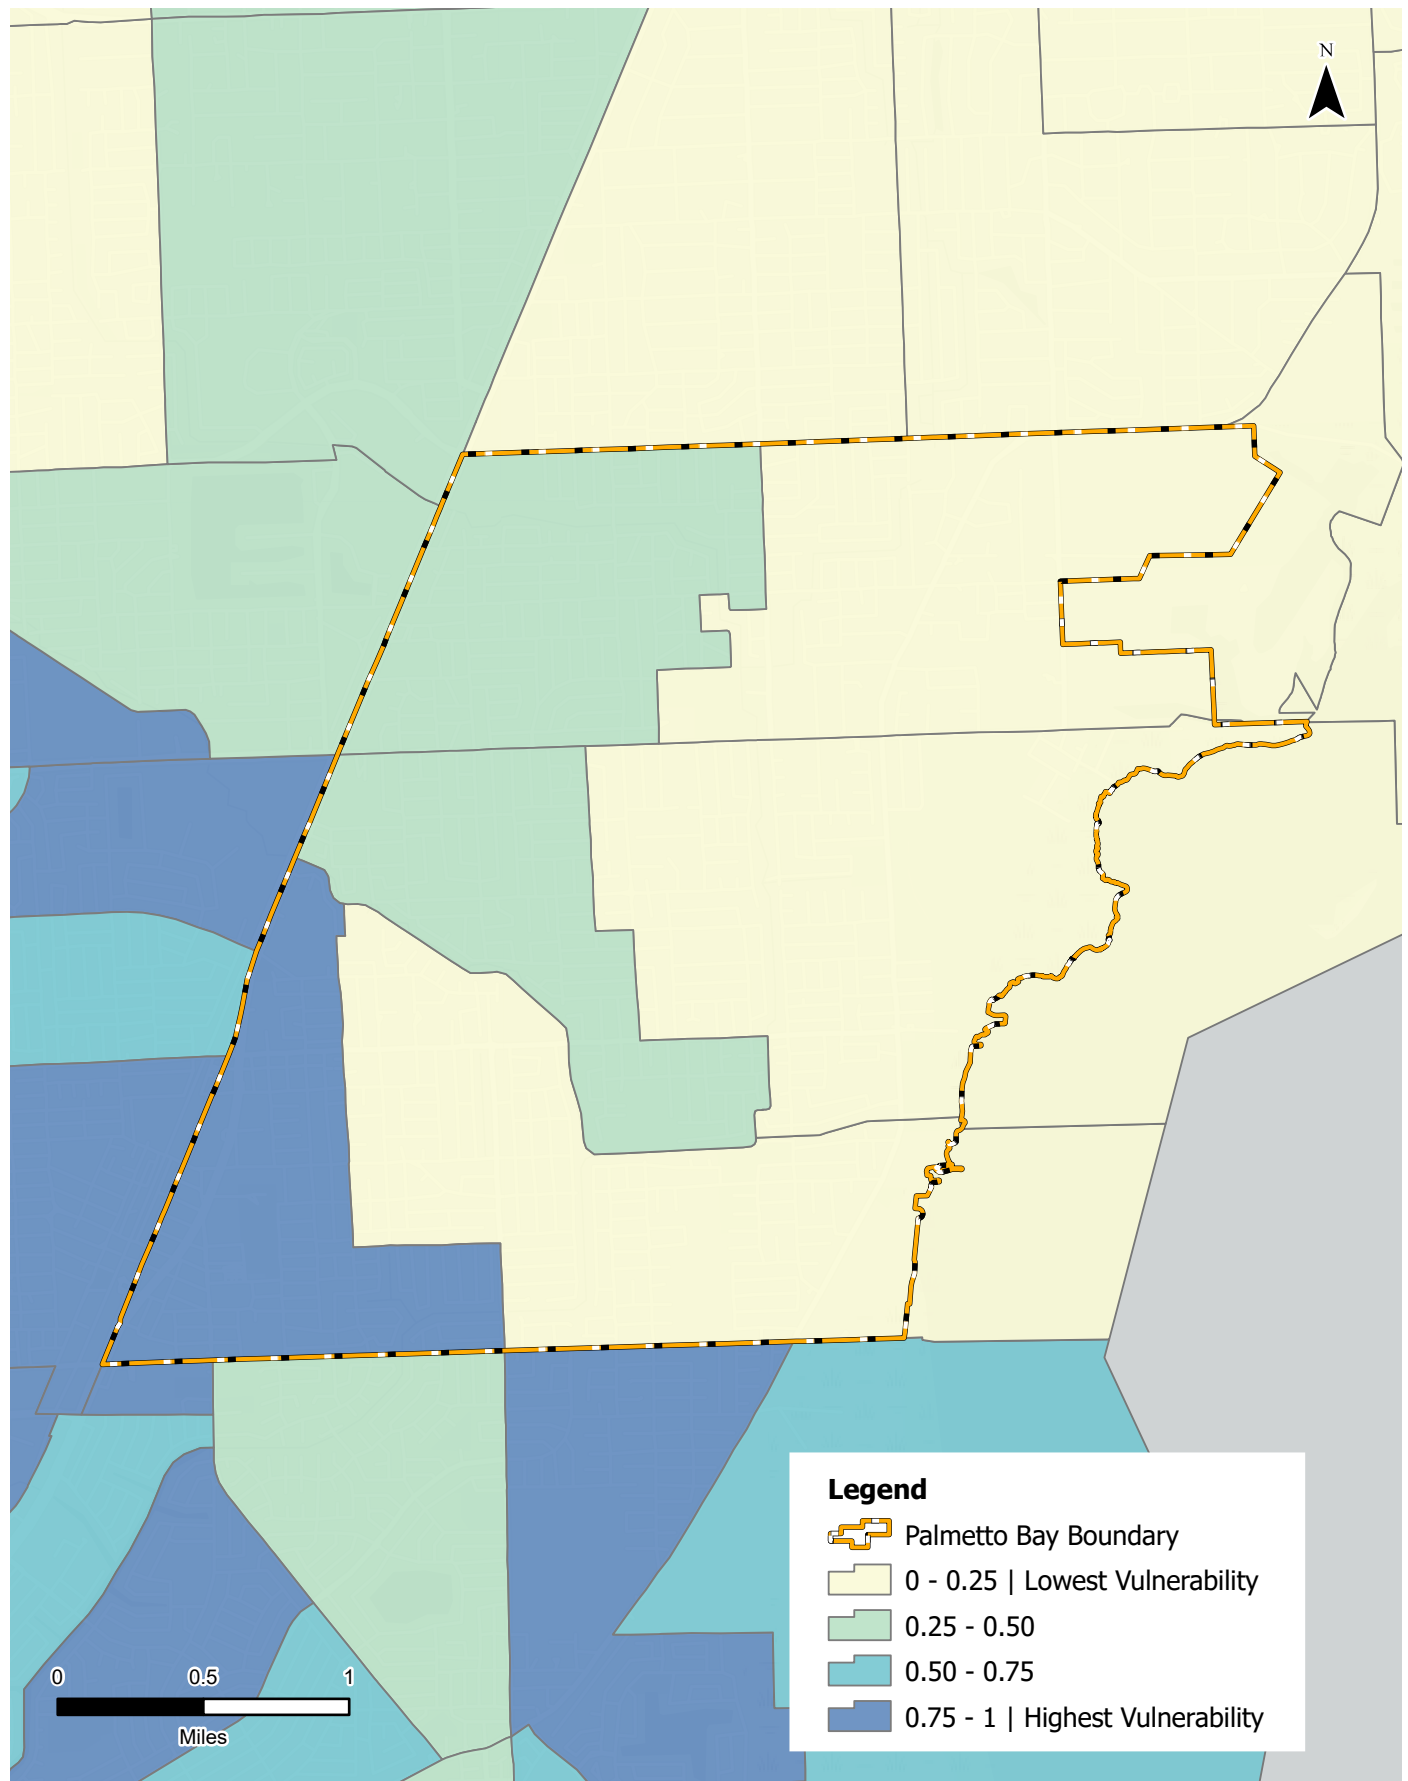 N
Legend
Palmetto Bay Boundary
0 - 0.25 | Lowest Vulnerability
0.25 - 0.50
0.50 - 0.75
0.75 - 1 | Highest Vulnerability
0 0.5 1
Miles